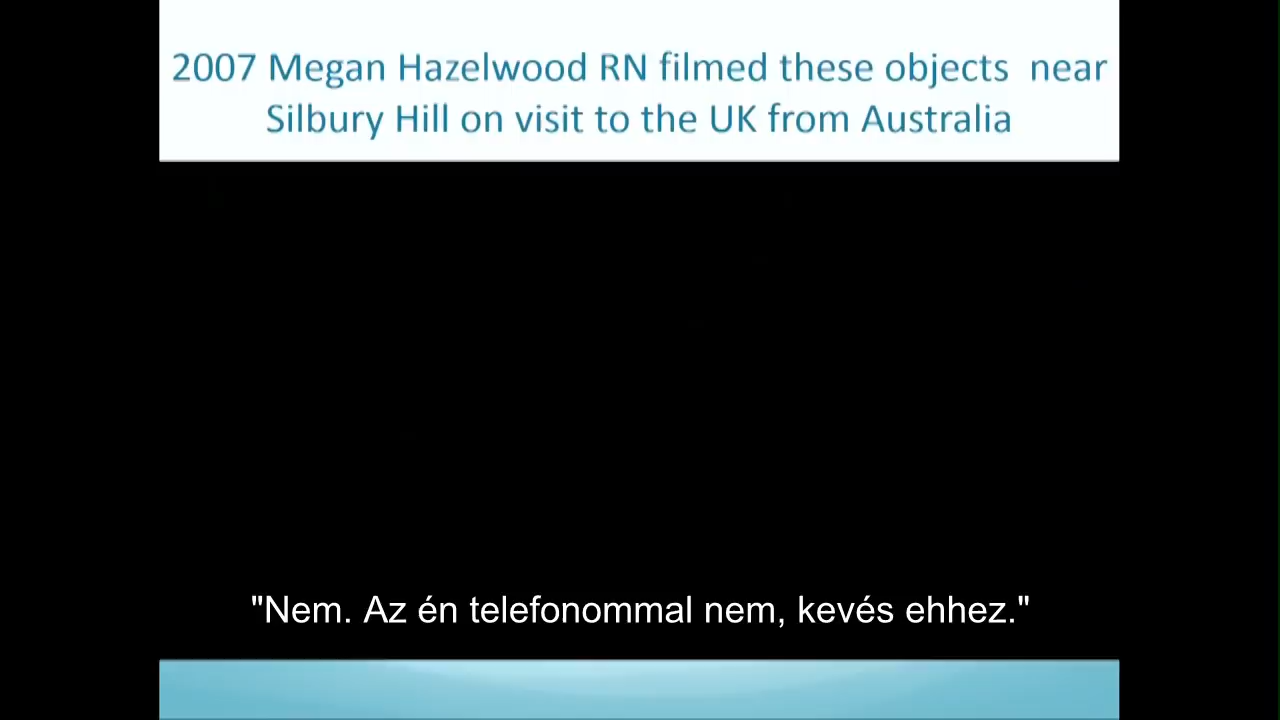 2007 Megan Hazelwood RN filmed these objects near
Silbury Hill on visit to the UK from Australia
"Nem. Az én telefonommal nem, kevés ehhez."